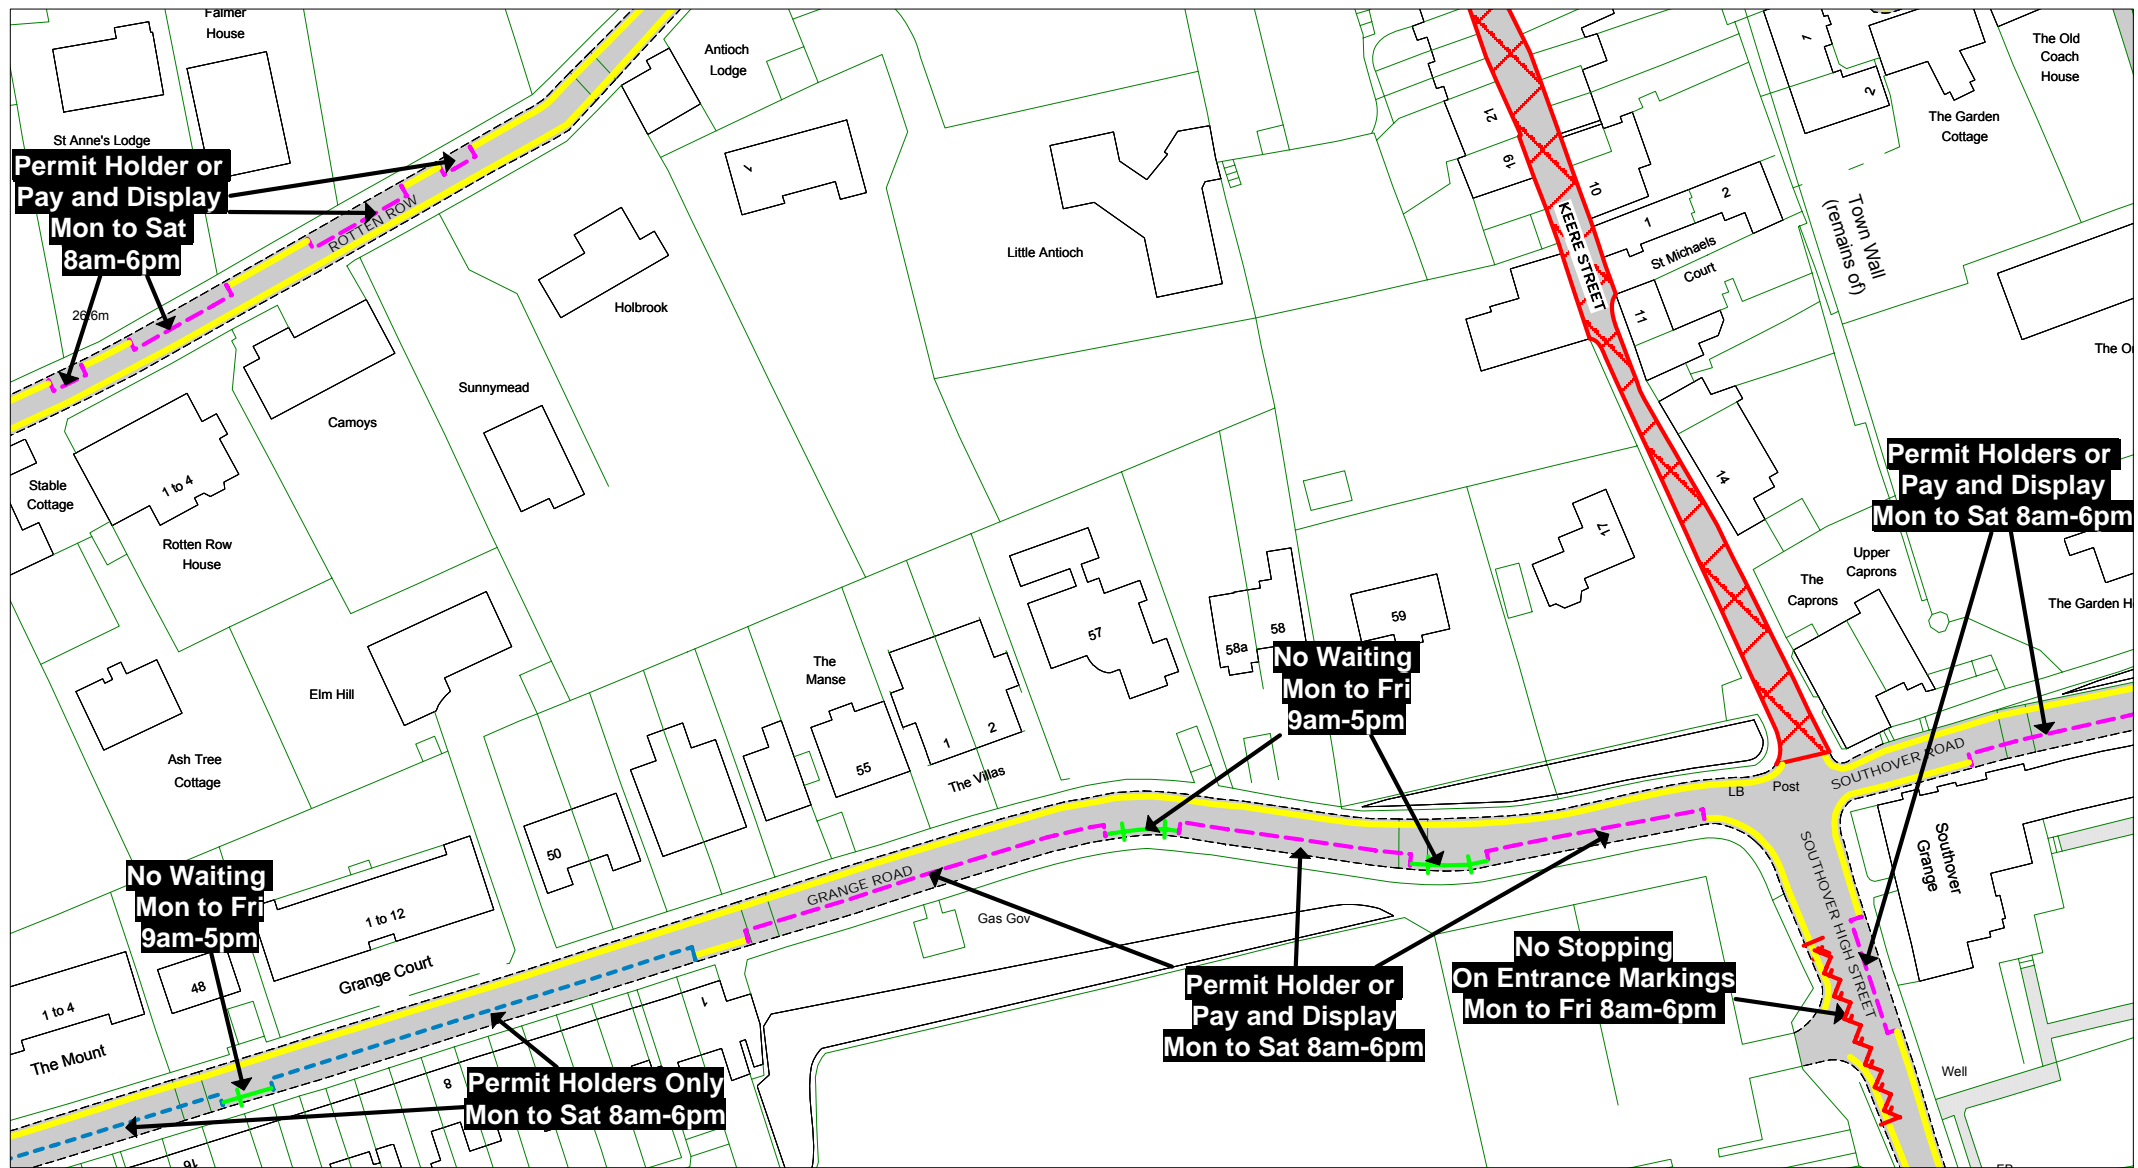 Falmer
House
Antioch
Lodge
The Old
Coach
House
The Garden
Cottage
St Anne's Lodge
Permit Holder or
Pay and Display
Mon to Sat
8am-6pm
ROTTEN ROW
1
21
19
10
1
2
7
2
KEERE STREET
St Michaels
Court
11
Town Wall
(remains of)
Little Antioch
Holbrook
26.6m
Sunnymead
Camoys
Stable
Cottage
1 to 4
Rotten Row
House
14
17
Permit Holders or
Pay and Display
Mon to Sat 8am-6pm
Upper
Caprons
The
Caprons
The Garden H
57
58a
58
59
No Waiting
Mon to Fri
9am-5pm
The
Manse
Elm Hill
Ash Tree
Cottage
1
2
55
The Villas
50
LB
Post
SOUTHOVER ROAD
SOUTHOVER HIGH STREET
Southover
Grange
No Waiting
Mon to Fri
9am-5pm
1 to 12
Grange Court
GRANGE ROAD
Gas Gov
48
1 to 4
The Mount
1
8
16
Permit Holders Only
Mon to Sat 8am-6pm
Permit Holder or
Pay and Display
Mon to Sat 8am-6pm
No Stopping
On Entrance Markings
Mon to Fri 8am-6pm
Well